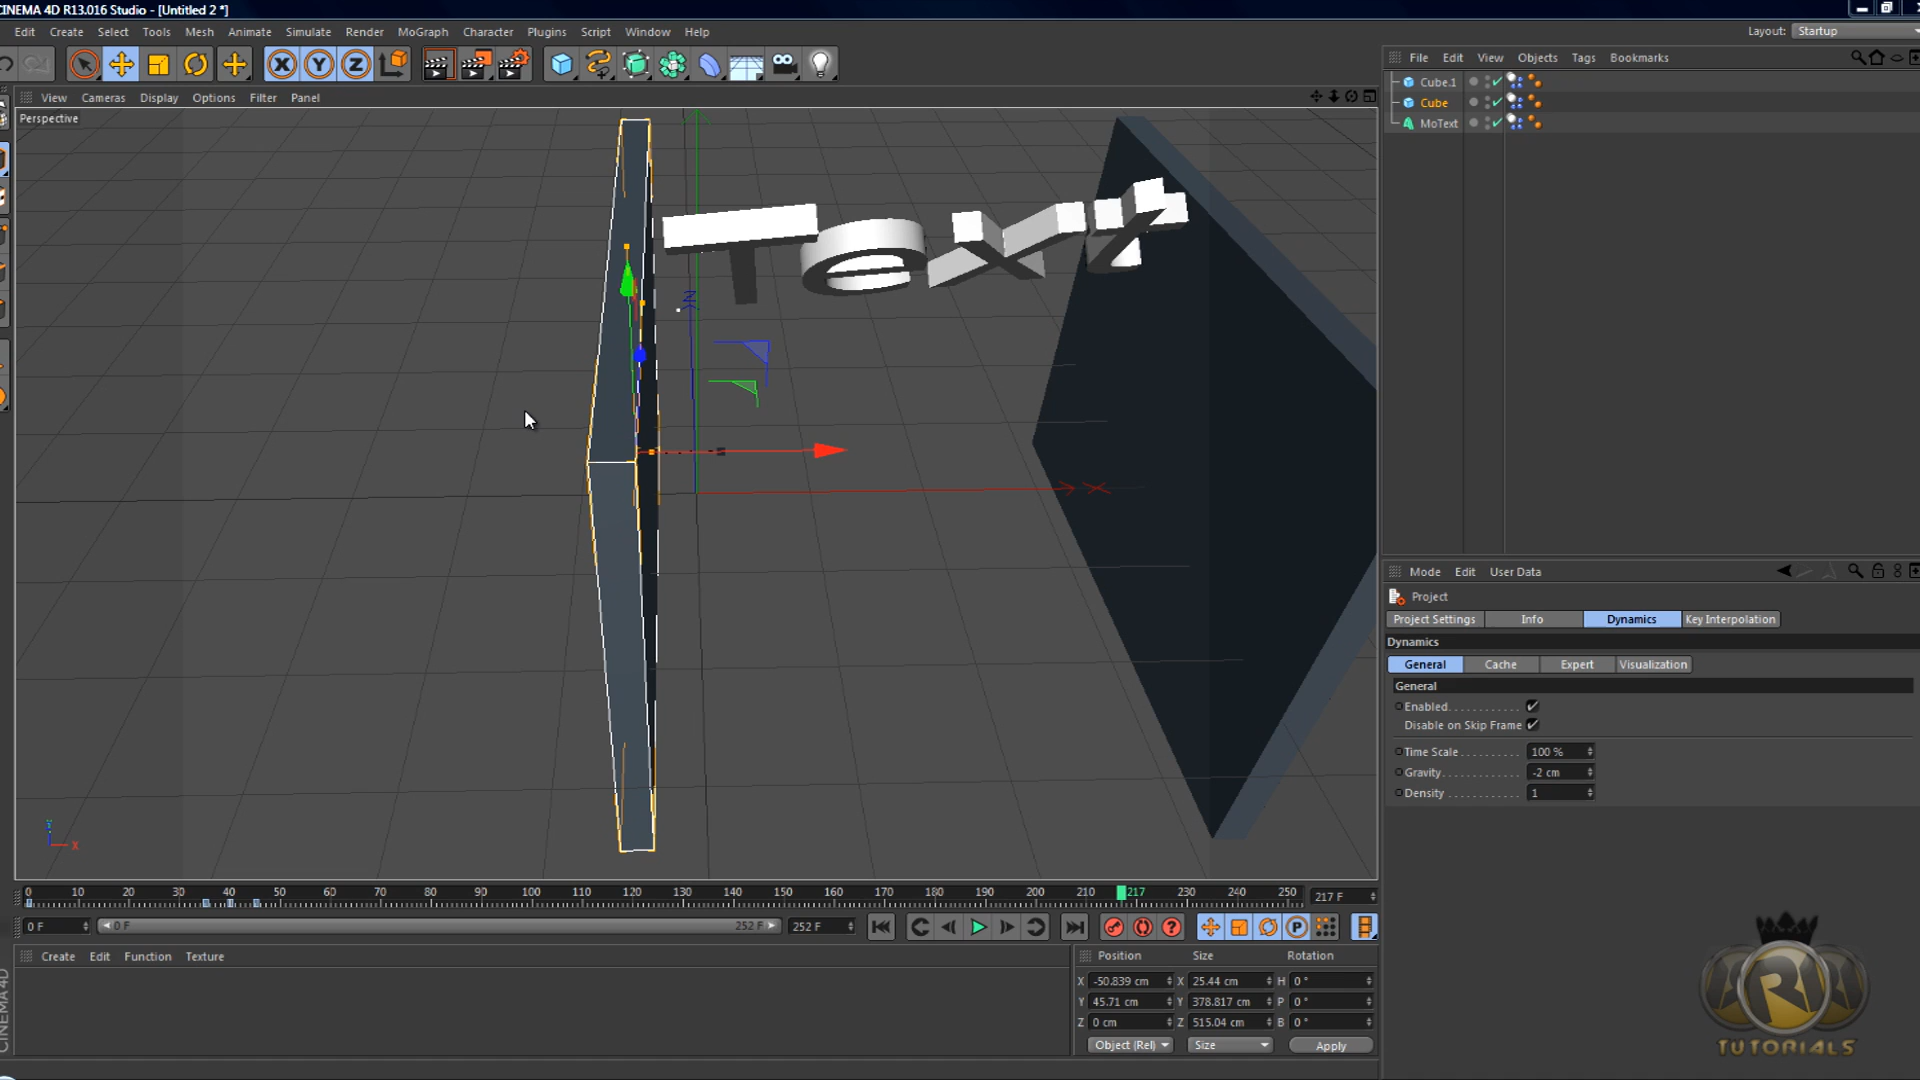 CINEMA 4D R13.016 Studio - [Untitled 2 *]
Edit Create Select Tools Mesh Animate Simulate Render MoGraph Character Plugins Script Window Help
Layout: Startup
View Cameras Display Options Filter Panel
Perspective
File Edit View Objects Tags Bookmarks
Cube.1
Cube
MoText
Text
X
Y
X
Mode Edit User Data
Project
Project Settings Info Dynamics Key Interpolation
Dynamics
General Cache Expert Visualization
General
Enabled
Disable on Skip Frame
Time Scale 100 %
Gravity -2 cm
Density 1
0 10 20 30 40 50 60 70 80 90 100 110 120 130 140 150 160 170 180 190 200 210 217 230 240 250 217 F
0 F 0 F 252 F 252 F
Create Edit Function Texture
Position Size Rotation
X -50.839 cm X 25.44 cm H 0 °
Y 45.71 cm Y 378.817 cm P 0 °
Z 0 cm Z 515.04 cm B 0 °
Object (Rel) Size Apply
CINEMA 4D
R
TUTORIALS